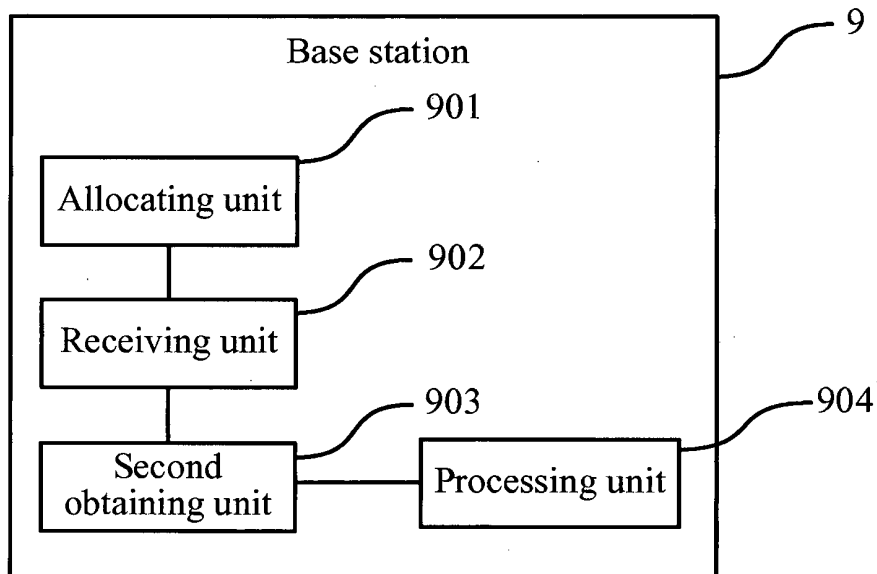 9
Base station
901
Allocating unit
902
Receiving unit
903
904
Second
obtaining unit
Processing unit